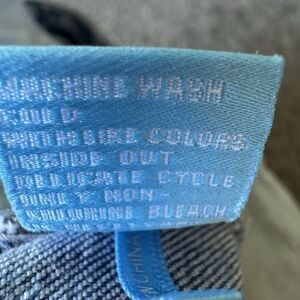 MACHINE WASH
COLD
WITH LIKE COLORS
INSIDE OUT
DELICATE CYCLE
ONLY NON-
CHLORINE BLEACH
CHINA